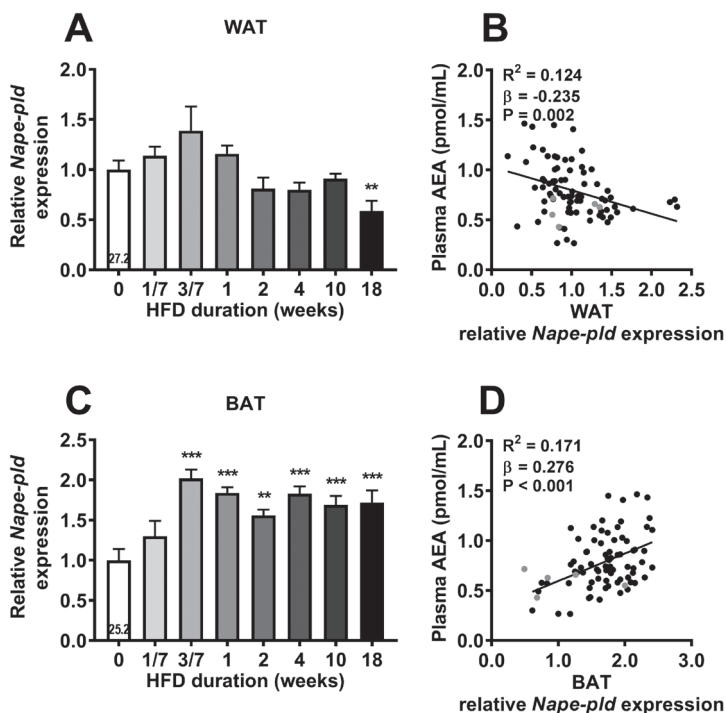 A
WAT
Relative Nape-pld
expression
2.0
1.5
1.0
0.5
0.0
**
27.2
0 1/7 3/7 1 2 4 10 18
HFD duration (weeks)
B
Plasma AEA (pmol/mL)
2.0
1.5
1.0
0.5
0.0
R² = 0.124
β = -0.235
P = 0.002
0.0 0.5 1.0 1.5 2.0 2.5
WAT
relative Nape-pld expression
C
BAT
Relative Nape-pld
expression
2.5
2.0
1.5
1.0
0.5
0.0
*** *** ** *** *** ***
25.2
0 1/7 3/7 1 2 4 10 18
HFD duration (weeks)
D
Plasma AEA (pmol/mL)
2.0
1.5
1.0
0.5
0.0
R² = 0.171
β = 0.276
P < 0.001
0.0 1.0 2.0 3.0
BAT
relative Nape-pld expression